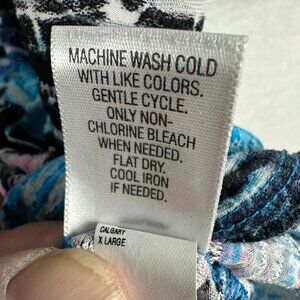 MACHINE WASH COLD
WITH LIKE COLORS.
GENTLE CYCLE.
ONLY NON-
CHLORINE BLEACH
WHEN NEEDED.
FLAT DRY.
COOL IRON
IF NEEDED.
CALGARY
X LARGE